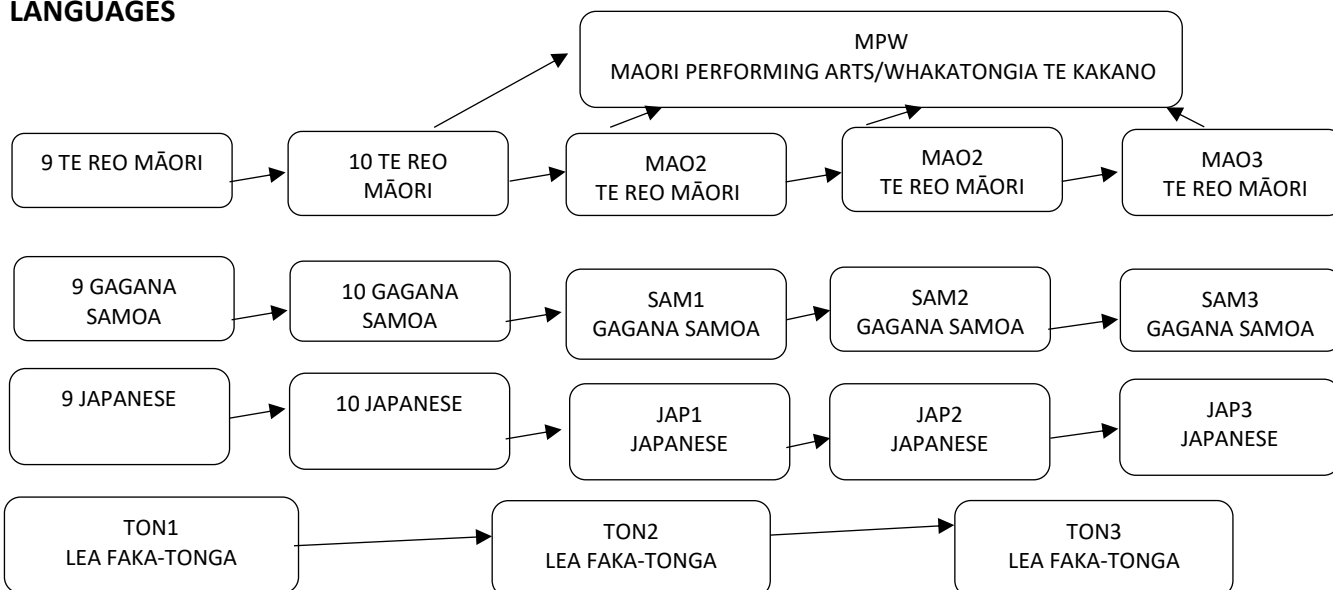 LANGUAGES
MPW
MAORI PERFORMING ARTS/WHAKATONGIA TE KAKANO
9 TE REO MĀORI
10 TE REO
MĀORI
MAO2
TE REO MĀORI
MAO2
TE REO MĀORI
MAO3
TE REO MĀORI
9 GAGANA
SAMOA
10 GAGANA
SAMOA
SAM1
GAGANA SAMOA
SAM2
GAGANA SAMOA
SAM3
GAGANA SAMOA
9 JAPANESE
10 JAPANESE
JAP1
JAPANESE
JAP2
JAPANESE
JAP3
JAPANESE
TON1
LEA FAKA-TONGA
TON2
LEA FAKA-TONGA
TON3
LEA FAKA-TONGA